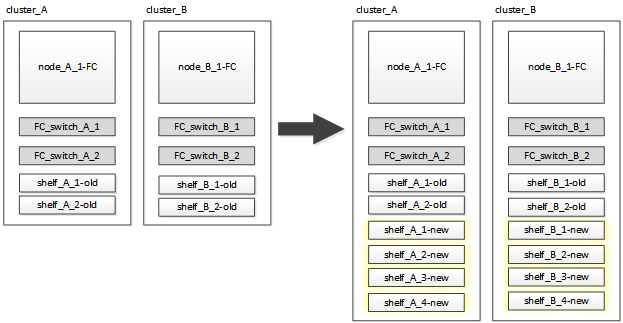 cluster_A
node_A_1-FC
FC_switch_A_1
FC_switch_A_2
shelf_A_1-old
shelf_A_2-old
cluster_B
node_B_1-FC
FC_switch_B_1
FC_switch_B_2
shelf_B_1-old
shelf_B_2-old
cluster_A
node_A_1-FC
FC_switch_A_1
FC_switch_A_2
shelf_A_1-old
shelf_A_2-old
shelf_A_1-new
shelf_A_2-new
shelf_A_3-new
shelf_A_4-new
cluster_B
node_B_1-FC
FC_switch_B_1
FC_switch_B_2
shelf_B_1-old
shelf_B_2-old
shelf_B_1-new
shelf_B_2-new
shelf_B_3-new
shelf_B_4-new